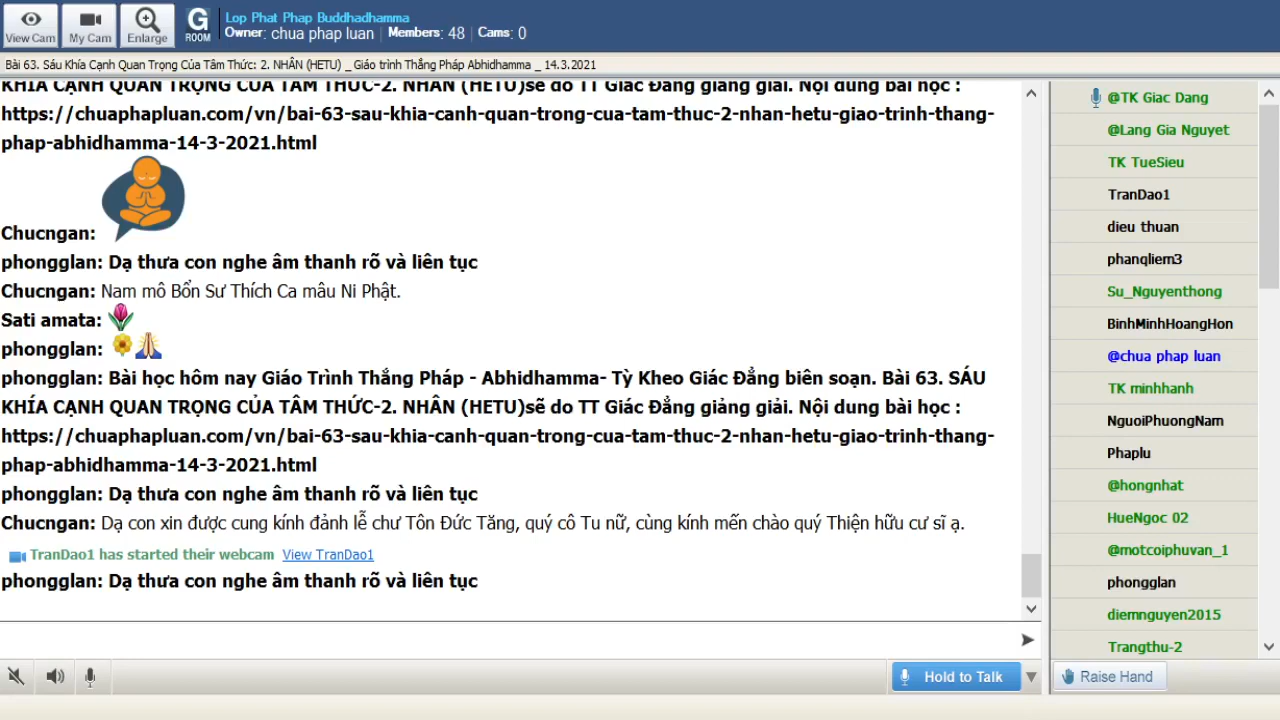 View Cam
My Cam
Enlarge
G
ROOM
Lop Phat Phap Buddhadhamma
Owner: chua phap luan | Members: 48 | Cams: 0
Bài 63. Sáu Khía Cạnh Quan Trọng Của Tâm Thức: 2. NHÂN (HETU) _ Giáo trình Thắng Pháp Abhidhamma _ 14.3.2021
KHÍA CẠNH QUAN TRỌNG CỦA TÂM THỨC-2. NHÂN (HETU)sẽ do TT Giác Đẳng giảng giải. Nội dung bài học :
https://chuaphapluan.com/vn/bai-63-sau-khia-canh-quan-trong-cua-tam-thuc-2-nhan-hetu-giao-trinh-thang-
phap-abhidhamma-14-3-2021.html
Chucngan:
phongglan: Dạ thưa con nghe âm thanh rõ và liên tục
Chucngan: Nam mô Bổn Sư Thích Ca mâu Ni Phật.
Sati amata:
phongglan:
phongglan: Bài học hôm nay Giáo Trình Thắng Pháp - Abhidhamma- Tỳ Kheo Giác Đẳng biên soạn. Bài 63. SÁU
KHÍA CẠNH QUAN TRỌNG CỦA TÂM THỨC-2. NHÂN (HETU)sẽ do TT Giác Đẳng giảng giải. Nội dung bài học :
https://chuaphapluan.com/vn/bai-63-sau-khia-canh-quan-trong-cua-tam-thuc-2-nhan-hetu-giao-trinh-thang-
phap-abhidhamma-14-3-2021.html
phongglan: Dạ thưa con nghe âm thanh rõ và liên tục
Chucngan: Dạ con xin được cung kính đảnh lễ chư Tôn Đức Tăng, quý cô Tu nữ, cùng kính mến chào quý Thiện hữu cư sĩ ạ.
TranDao1 has started their webcam View TranDao1
phongglan: Dạ thưa con nghe âm thanh rõ và liên tục
Hold to Talk
@TK Giac Dang
@Lang Gia Nguyet
TK TueSieu
TranDao1
dieu thuan
phanqliem3
Su_Nguyenthong
BinhMinhHoangHon
@chua phap luan
TK minhhanh
NguoiPhuongNam
Phaplu
@hongnhat
HueNgoc 02
@motcoiphuvan_1
phongglan
diemnguyen2015
Trangthu-2
Raise Hand